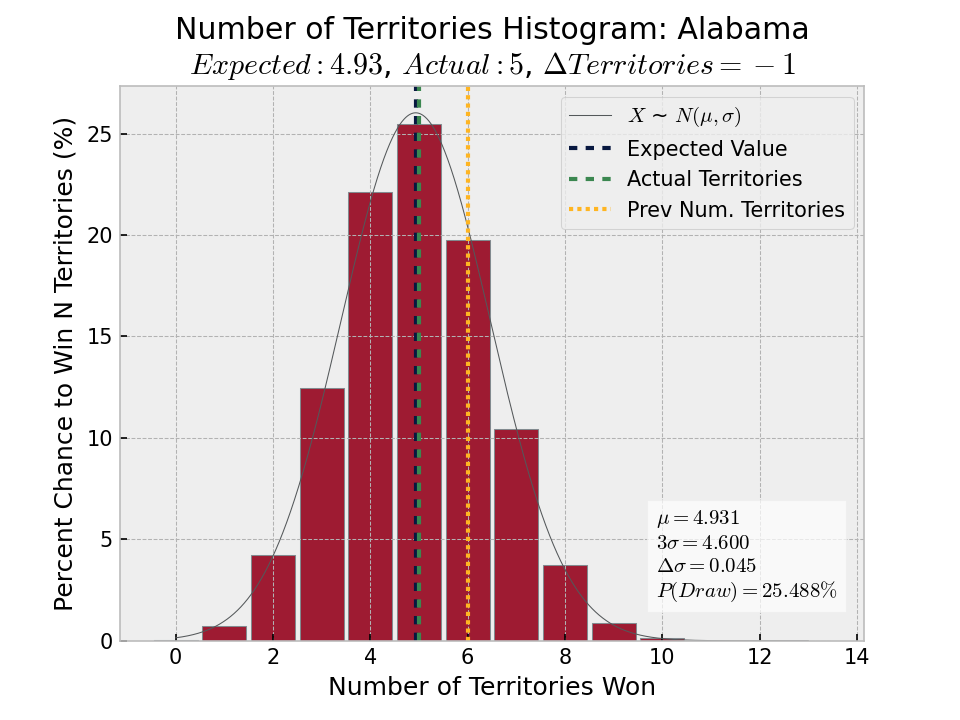 Number of Territories Histogram: Alabama
Expected : 4.93, Actual : 5, ΔTerritories = −1
Percent Chance to Win N Territories (%)
25
20
15
10
5
0
X ~ N(μ, σ)
Expected Value
Actual Territories
Prev Num. Territories
μ = 4.931
3σ = 4.600
Δσ = 0.045
P(Draw) = 25.488%
0 2 4 6 8 10 12 14
Number of Territories Won